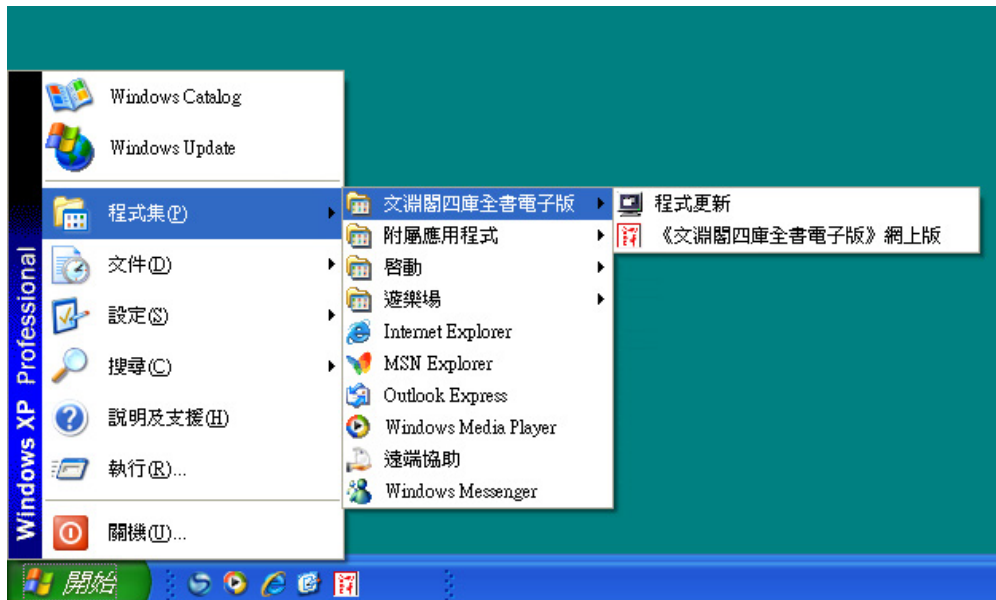 Windows Catalog
Windows Update
程式集(P)
文件(D)
設定(S)
搜尋(C)
說明及支援(H)
執行(R)...
關機(U)...
Windows XP Professional
文淵閣四庫全書電子版
附屬應用程式
啓動
遊樂場
Internet Explorer
MSN Explorer
Outlook Express
Windows Media Player
遠端協助
Windows Messenger
程式更新
《文淵閣四庫全書電子版》網上版
開始